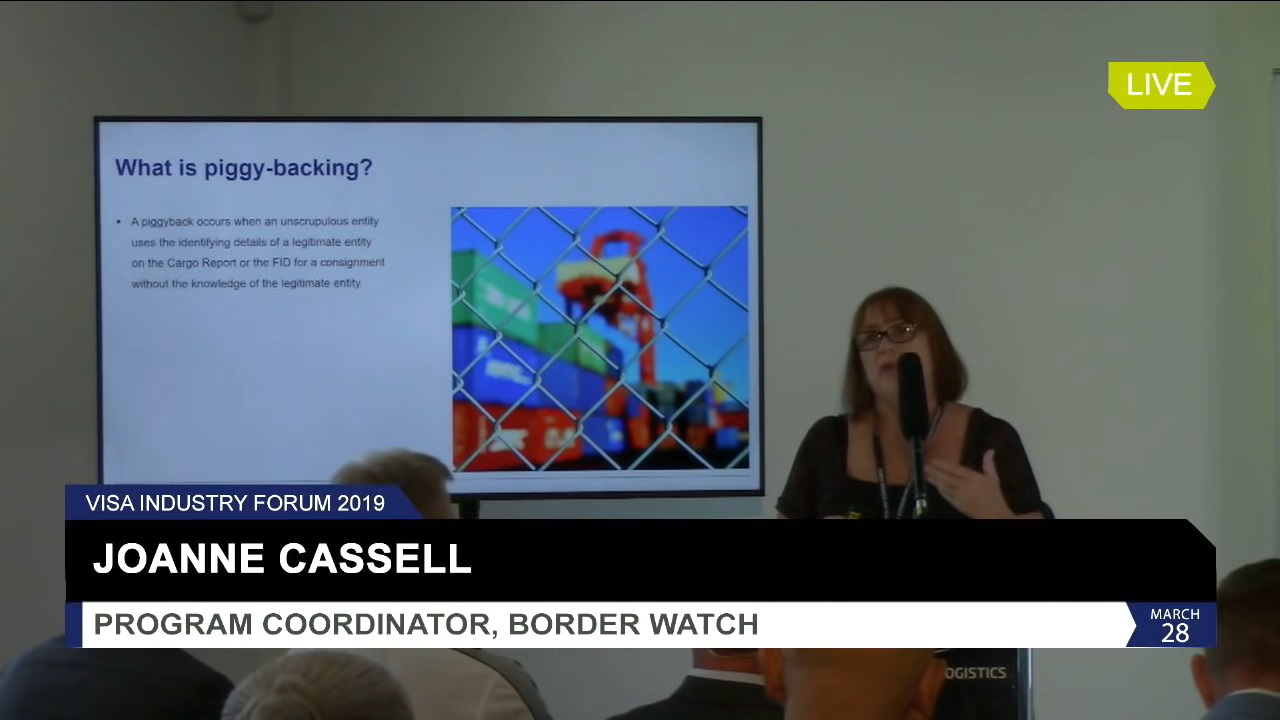 LIVE
What is piggy-backing?
• A piggyback occurs when an unscrupulous entity
uses the identifying details of a legitimate entity
on the Cargo Report or the FID for a consignment
without the knowledge of the legitimate entity.
VISA INDUSTRY FORUM 2019
JOANNE CASSELL
PROGRAM COORDINATOR, BORDER WATCH
MARCH
28
OGISTICS